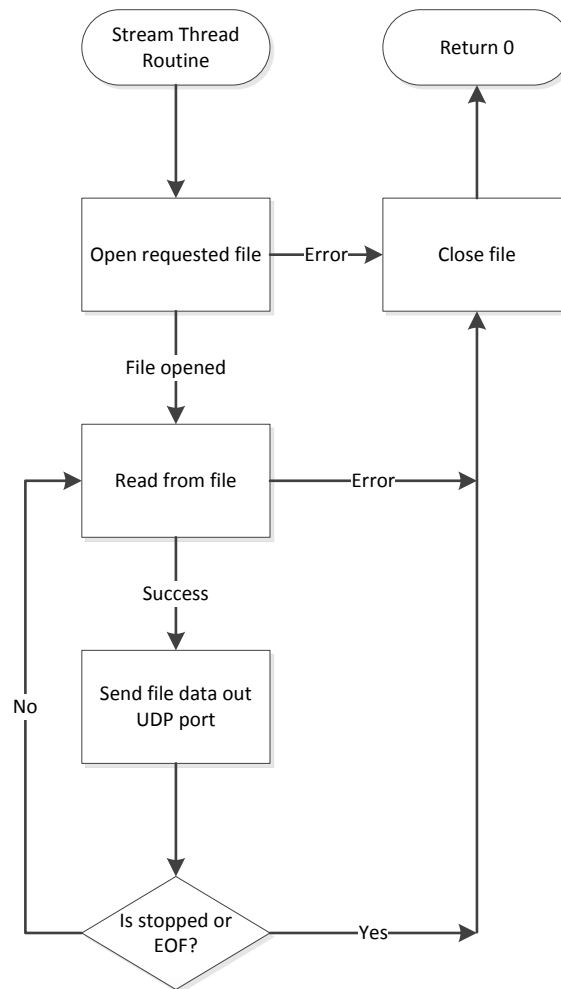 Stream Thread
Routine
Return 0
Open requested file
Error
Close file
File opened
Read from file
Error
Success
Send file data out
UDP port
No
Is stopped or
EOF?
Yes